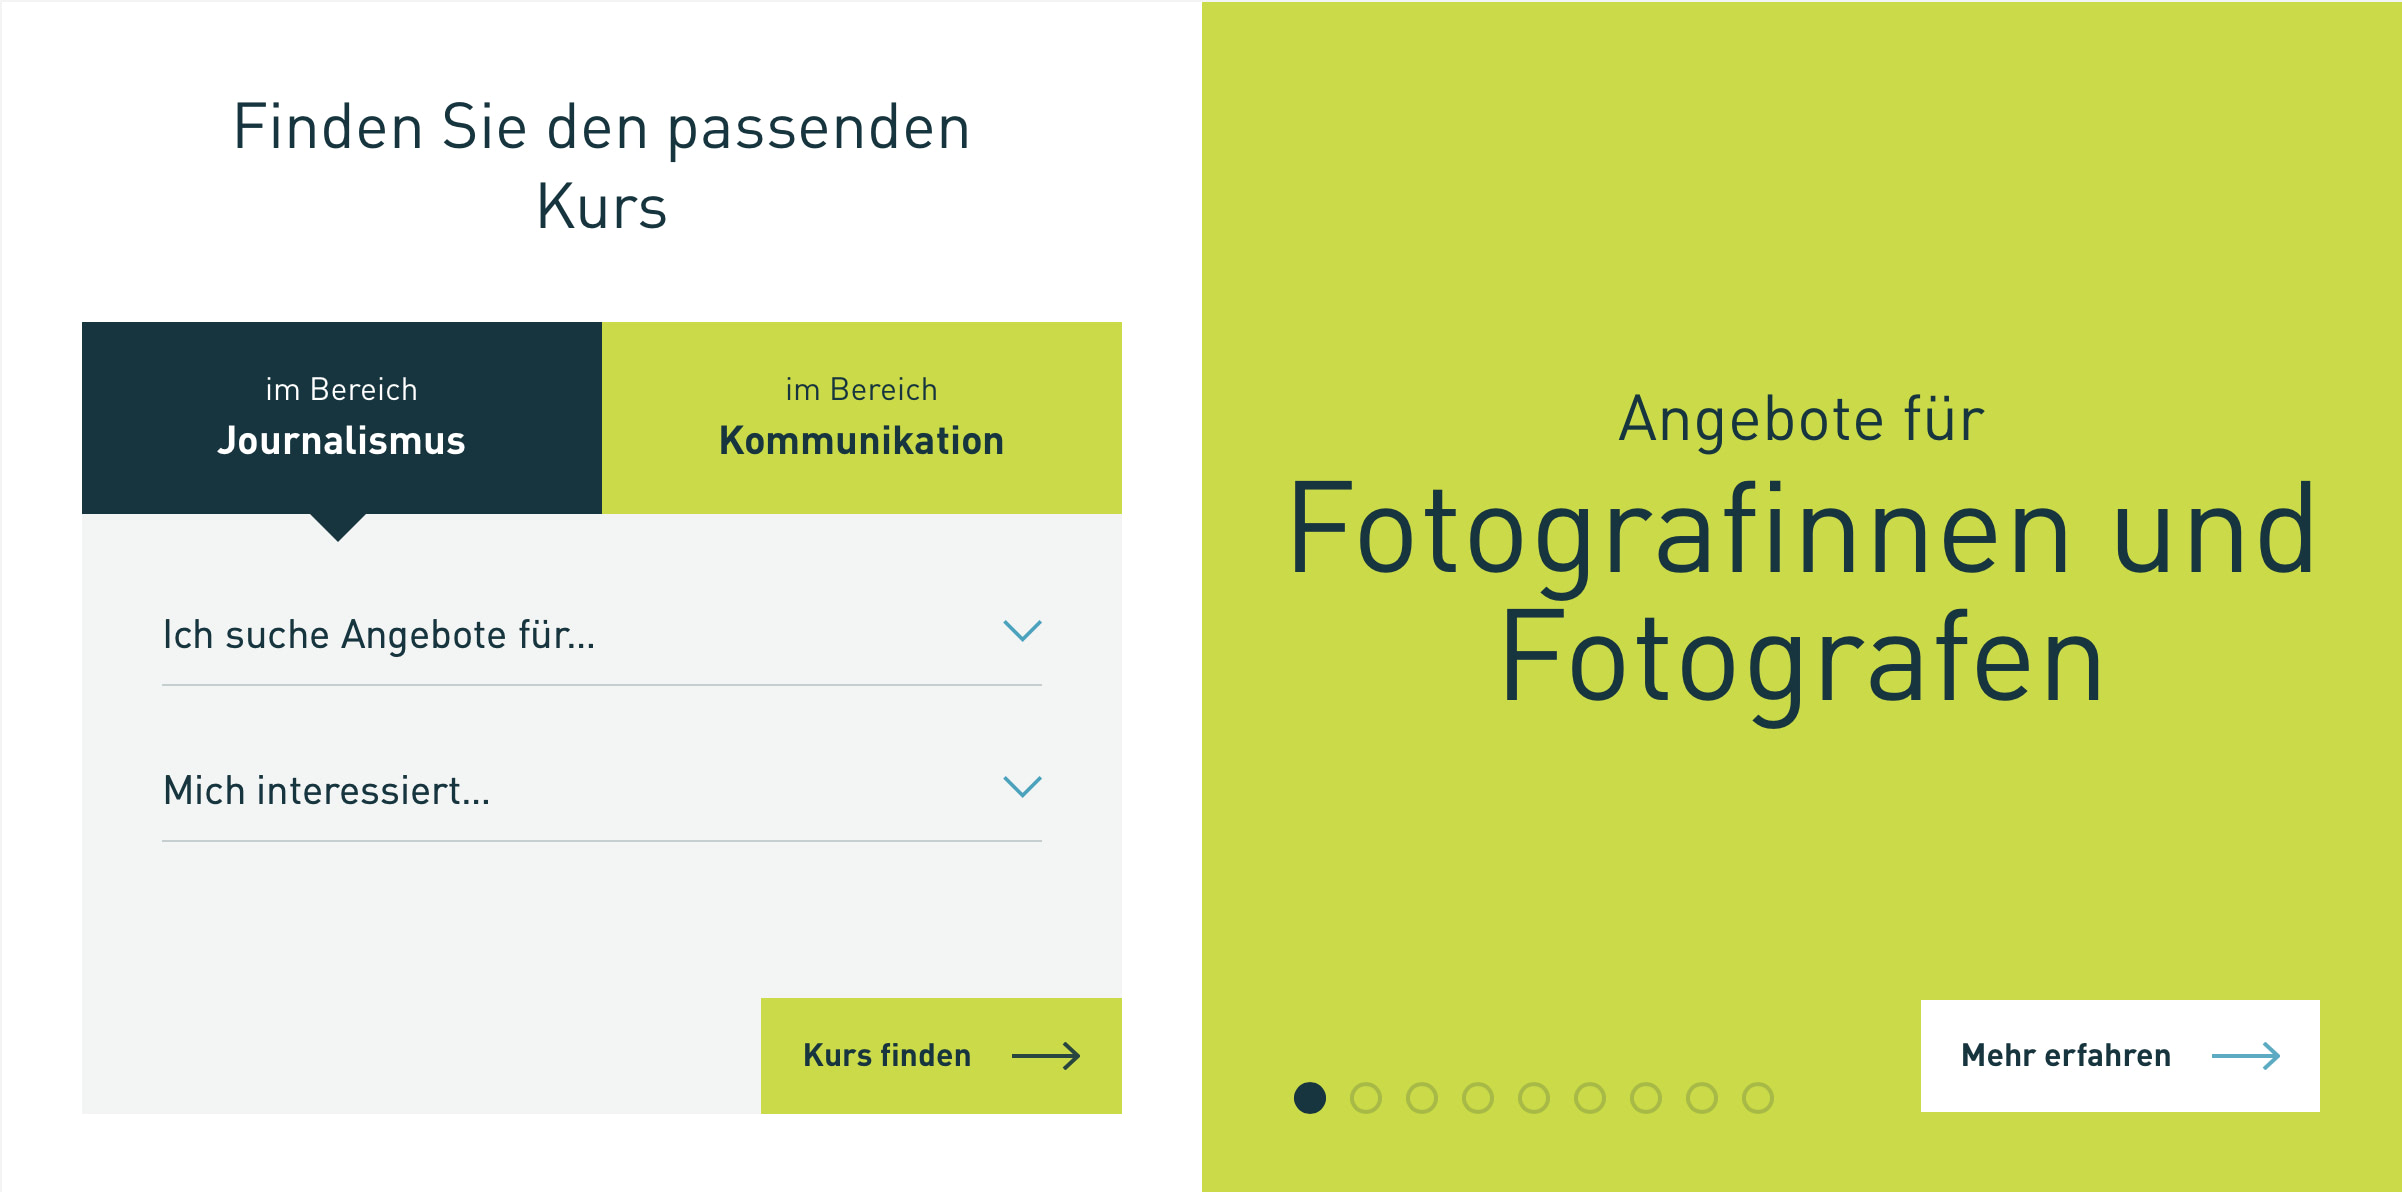 Finden Sie den passenden
Kurs
im Bereich
Journalismus
im Bereich
Kommunikation
Ich suche Angebote für...
Mich interessiert...
Kurs finden
Angebote für
Fotografinnen und
Fotografen
Mehr erfahren